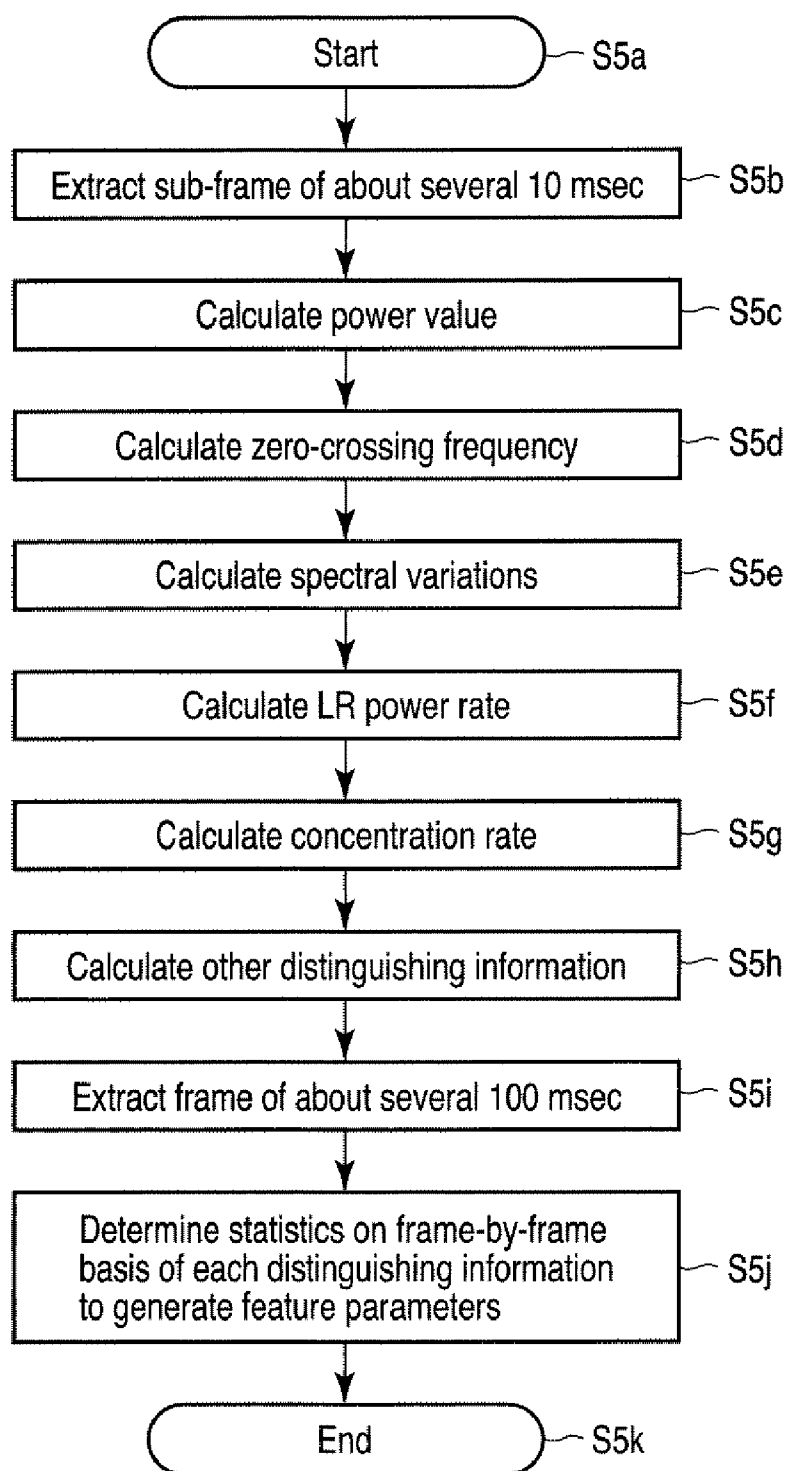 Start S5a
Extract sub-frame of about several 10 msec S5b
Calculate power value S5c
Calculate zero-crossing frequency S5d
Calculate spectral variations S5e
Calculate LR power rate S5f
Calculate concentration rate S5g
Calculate other distinguishing information S5h
Extract frame of about several 100 msec S5i
Determine statistics on frame-by-frame
basis of each distinguishing information S5j
to generate feature parameters
End S5k